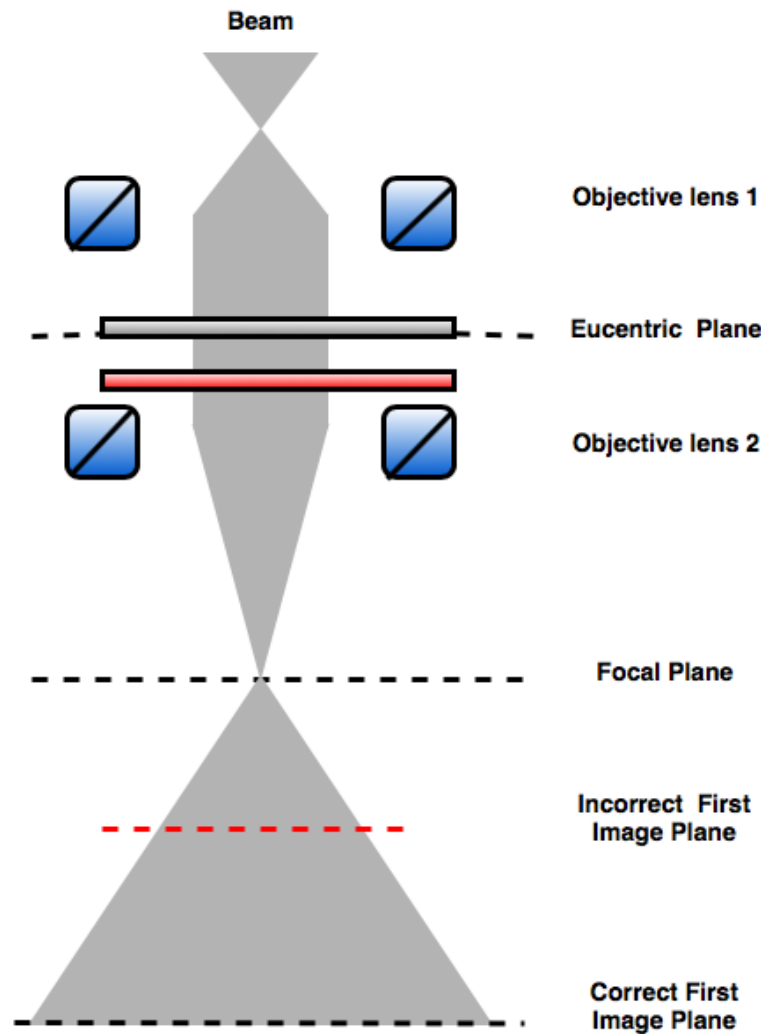 Beam
Objective lens 1
Eucentric Plane
Objective lens 2
Focal Plane
Incorrect First
Image Plane
Correct First
Image Plane